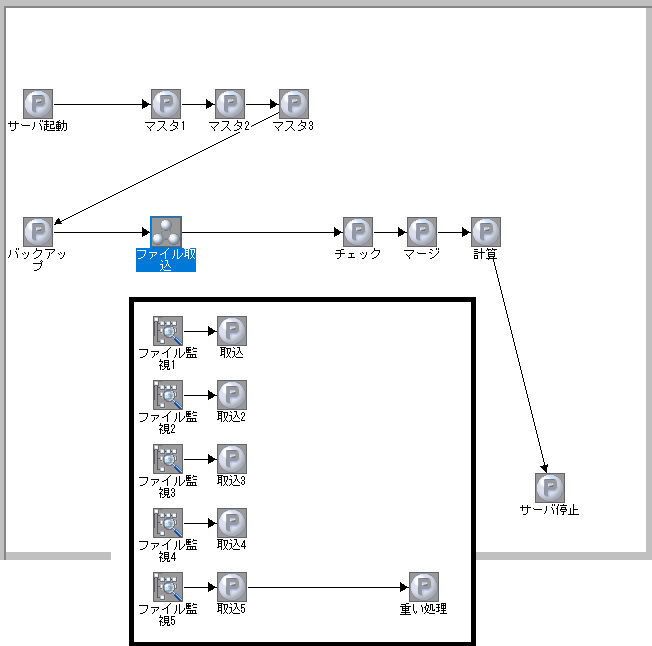 サーバ起動
マスタ1
マスタ2
マスタ3
バックアッ
プ
ファイル取
込
チェック
マージ
計算
ファイル監
視1
取込
ファイル監
視2
取込2
ファイル監
視3
取込3
ファイル監
視4
取込4
サーバ停止
ファイル監
視5
取込5
重い処理